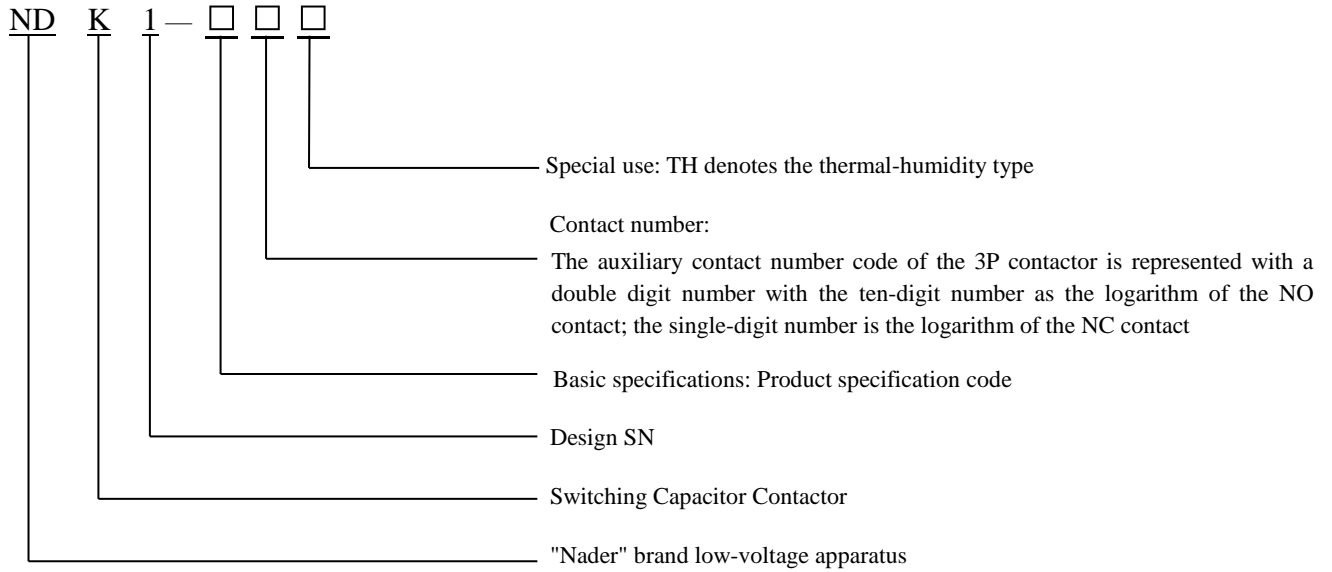 ND K 1 — □ □ □
Special use: TH denotes the thermal-humidity type
Contact number:
The auxiliary contact number code of the 3P contactor is represented with a
double digit number with the ten-digit number as the logarithm of the NO
contact; the single-digit number is the logarithm of the NC contact
Basic specifications: Product specification code
Design SN
Switching Capacitor Contactor
"Nader" brand low-voltage apparatus